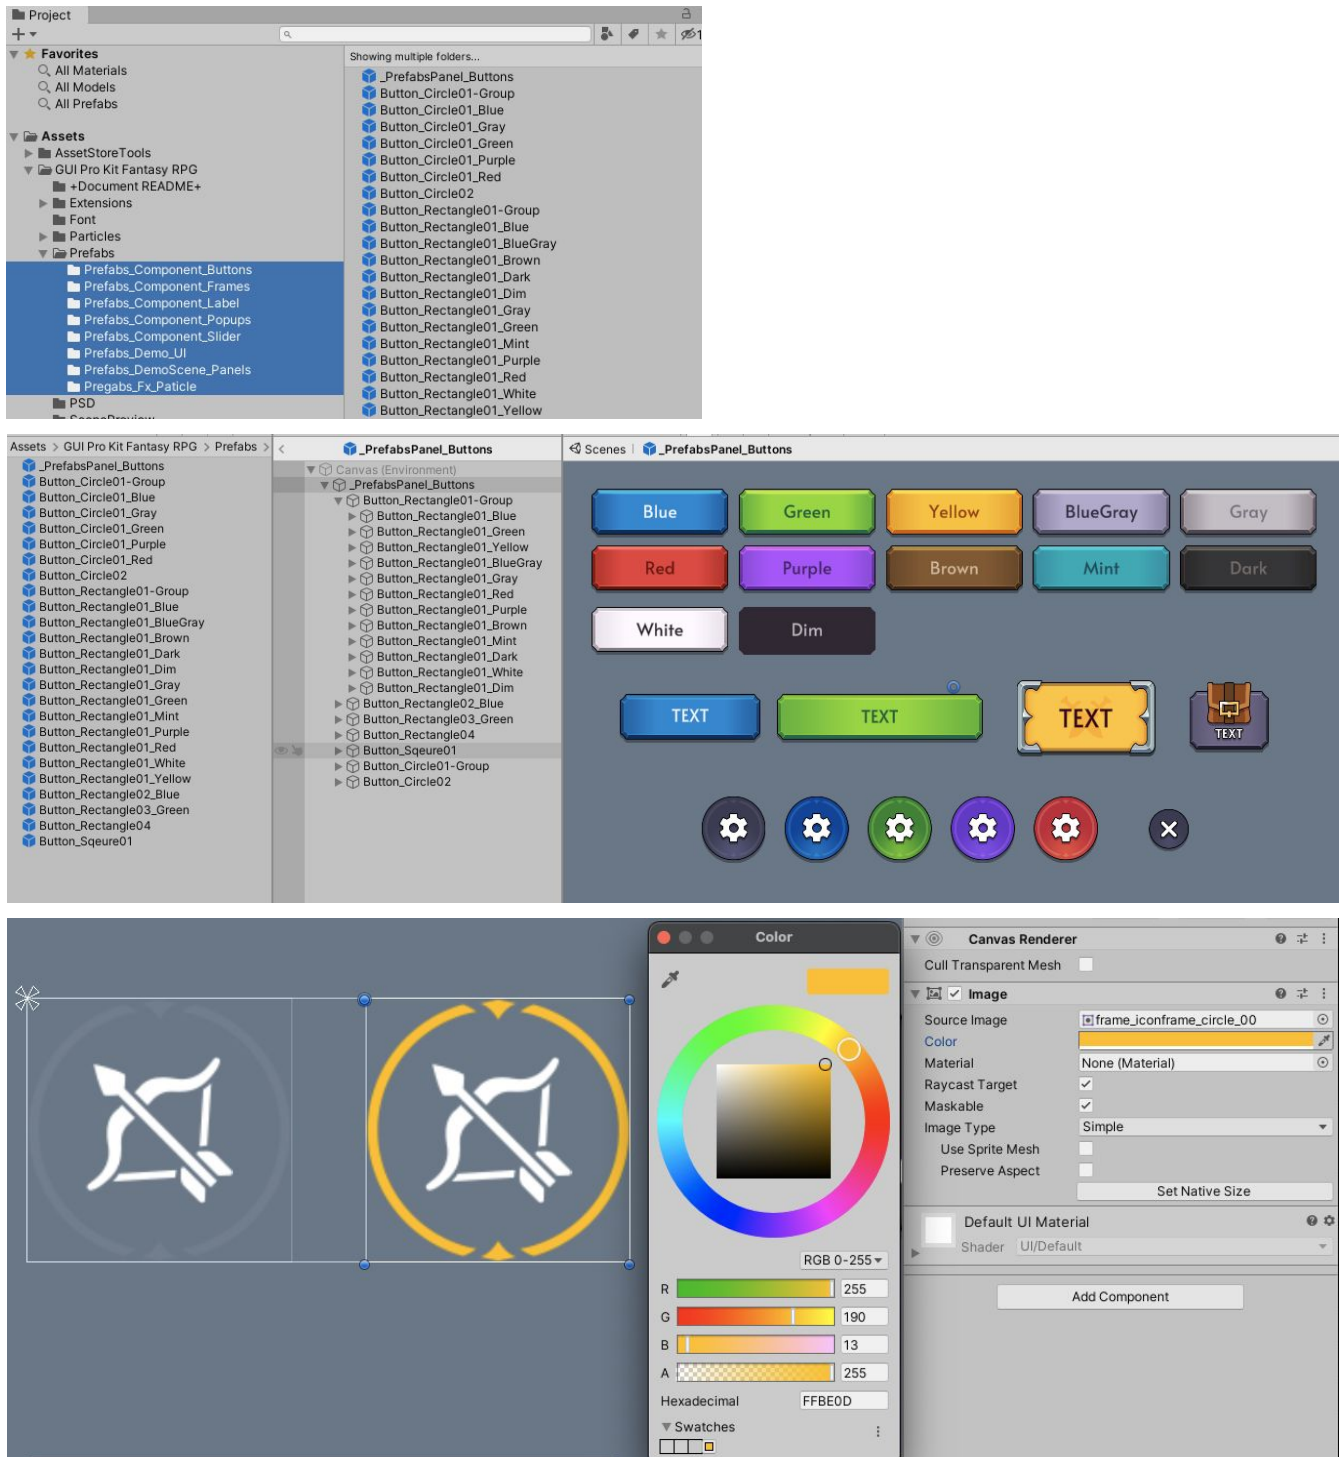 Project
1
Favorites
All Materials
All Models
All Prefabs
Assets
AssetStoreTools
GUI Pro Kit Fantasy RPG
+Document README+
Extensions
Font
Particles
Prefabs
Prefabs_Component_Buttons
Prefabs_Component_Frames
Prefabs_Component_Label
Prefabs_Component_Popups
Prefabs_Component_Slider
Prefabs_Demo_UI
Prefabs_DemoScene_Panels
Pregabs_Fx_Paticle
PSD
Showing multiple folders...
_PrefabsPanel_Buttons
Button_Circle01-Group
Button_Circle01_Blue
Button_Circle01_Gray
Button_Circle01_Green
Button_Circle01_Purple
Button_Circle01_Red
Button_Circle02
Button_Rectangle01-Group
Button_Rectangle01_Blue
Button_Rectangle01_BlueGray
Button_Rectangle01_Brown
Button_Rectangle01_Dark
Button_Rectangle01_Dim
Button_Rectangle01_Gray
Button_Rectangle01_Green
Button_Rectangle01_Mint
Button_Rectangle01_Purple
Button_Rectangle01_Red
Button_Rectangle01_White
Button_Rectangle01_Yellow
Assets > GUI Pro Kit Fantasy RPG > Prefabs >
_PrefabsPanel_Buttons
Button_Circle01-Group
Button_Circle01_Blue
Button_Circle01_Gray
Button_Circle01_Green
Button_Circle01_Purple
Button_Circle01_Red
Button_Circle02
Button_Rectangle01-Group
Button_Rectangle01_Blue
Button_Rectangle01_BlueGray
Button_Rectangle01_Brown
Button_Rectangle01_Dark
Button_Rectangle01_Dim
Button_Rectangle01_Gray
Button_Rectangle01_Green
Button_Rectangle01_Mint
Button_Rectangle01_Purple
Button_Rectangle01_Red
Button_Rectangle01_White
Button_Rectangle01_Yellow
Button_Rectangle02_Blue
Button_Rectangle03_Green
Button_Rectangle04
Button_Sqeure01
< _PrefabsPanel_Buttons
Canvas (Environment)
_PrefabsPanel_Buttons
Button_Rectangle01-Group
Button_Rectangle01_Blue
Button_Rectangle01_Green
Button_Rectangle01_Yellow
Button_Rectangle01_BlueGray
Button_Rectangle01_Gray
Button_Rectangle01_Red
Button_Rectangle01_Purple
Button_Rectangle01_Brown
Button_Rectangle01_Mint
Button_Rectangle01_Dark
Button_Rectangle01_White
Button_Rectangle01_Dim
Button_Rectangle02_Blue
Button_Rectangle03_Green
Button_Rectangle04
Button_Sqeure01
Button_Circle01-Group
Button_Circle02
Scenes | _PrefabsPanel_Buttons
Blue Green Yellow BlueGray Gray
Red Purple Brown Mint Dark
White Dim
TEXT TEXT TEXT TEXT
Color
RGB 0-255
R 255
G 190
B 13
A 255
Hexadecimal FFBE0D
Swatches
Canvas Renderer
Cull Transparent Mesh
Image
Source Image frame_iconframe_circle_00
Color
Material None (Material)
Raycast Target
Maskable
Image Type Simple
Use Sprite Mesh
Preserve Aspect
Set Native Size
Default UI Material
Shader UI/Default
Add Component